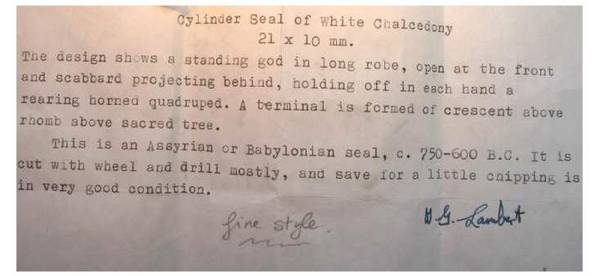 Cylinder Seal of White Chalcedony
21 x 10 mm.
The design shows a standing god in long robe, open at the front
and scabbard projecting behind, holding off in each hand a
rearing horned quadruped. A terminal is formed of crescent above
rhomb above sacred tree.
This is an Assyrian or Babylonian seal, c. 750-600 B.C. It is
cut with wheel and drill mostly, and save for a little chipping is
in very good condition.
fine style.
W G. Lambert